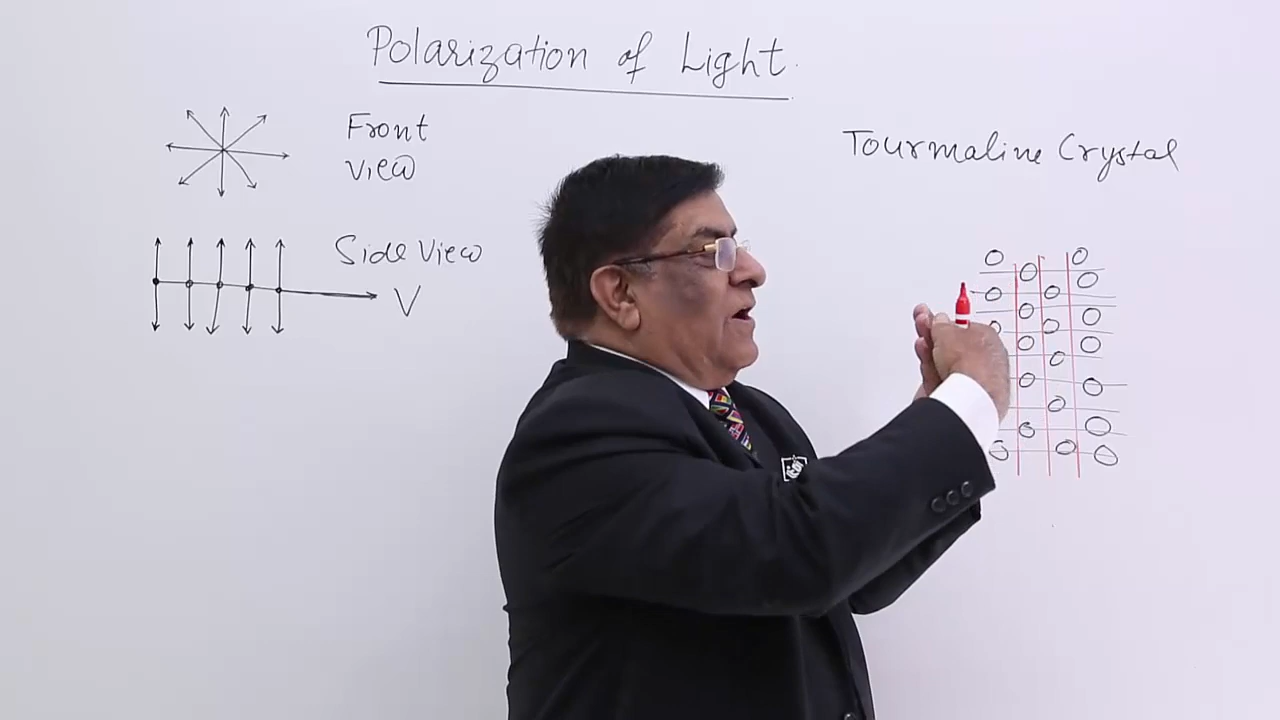 Polarization of Light.
Front
view
Side View
V
Tourmaline Crystal